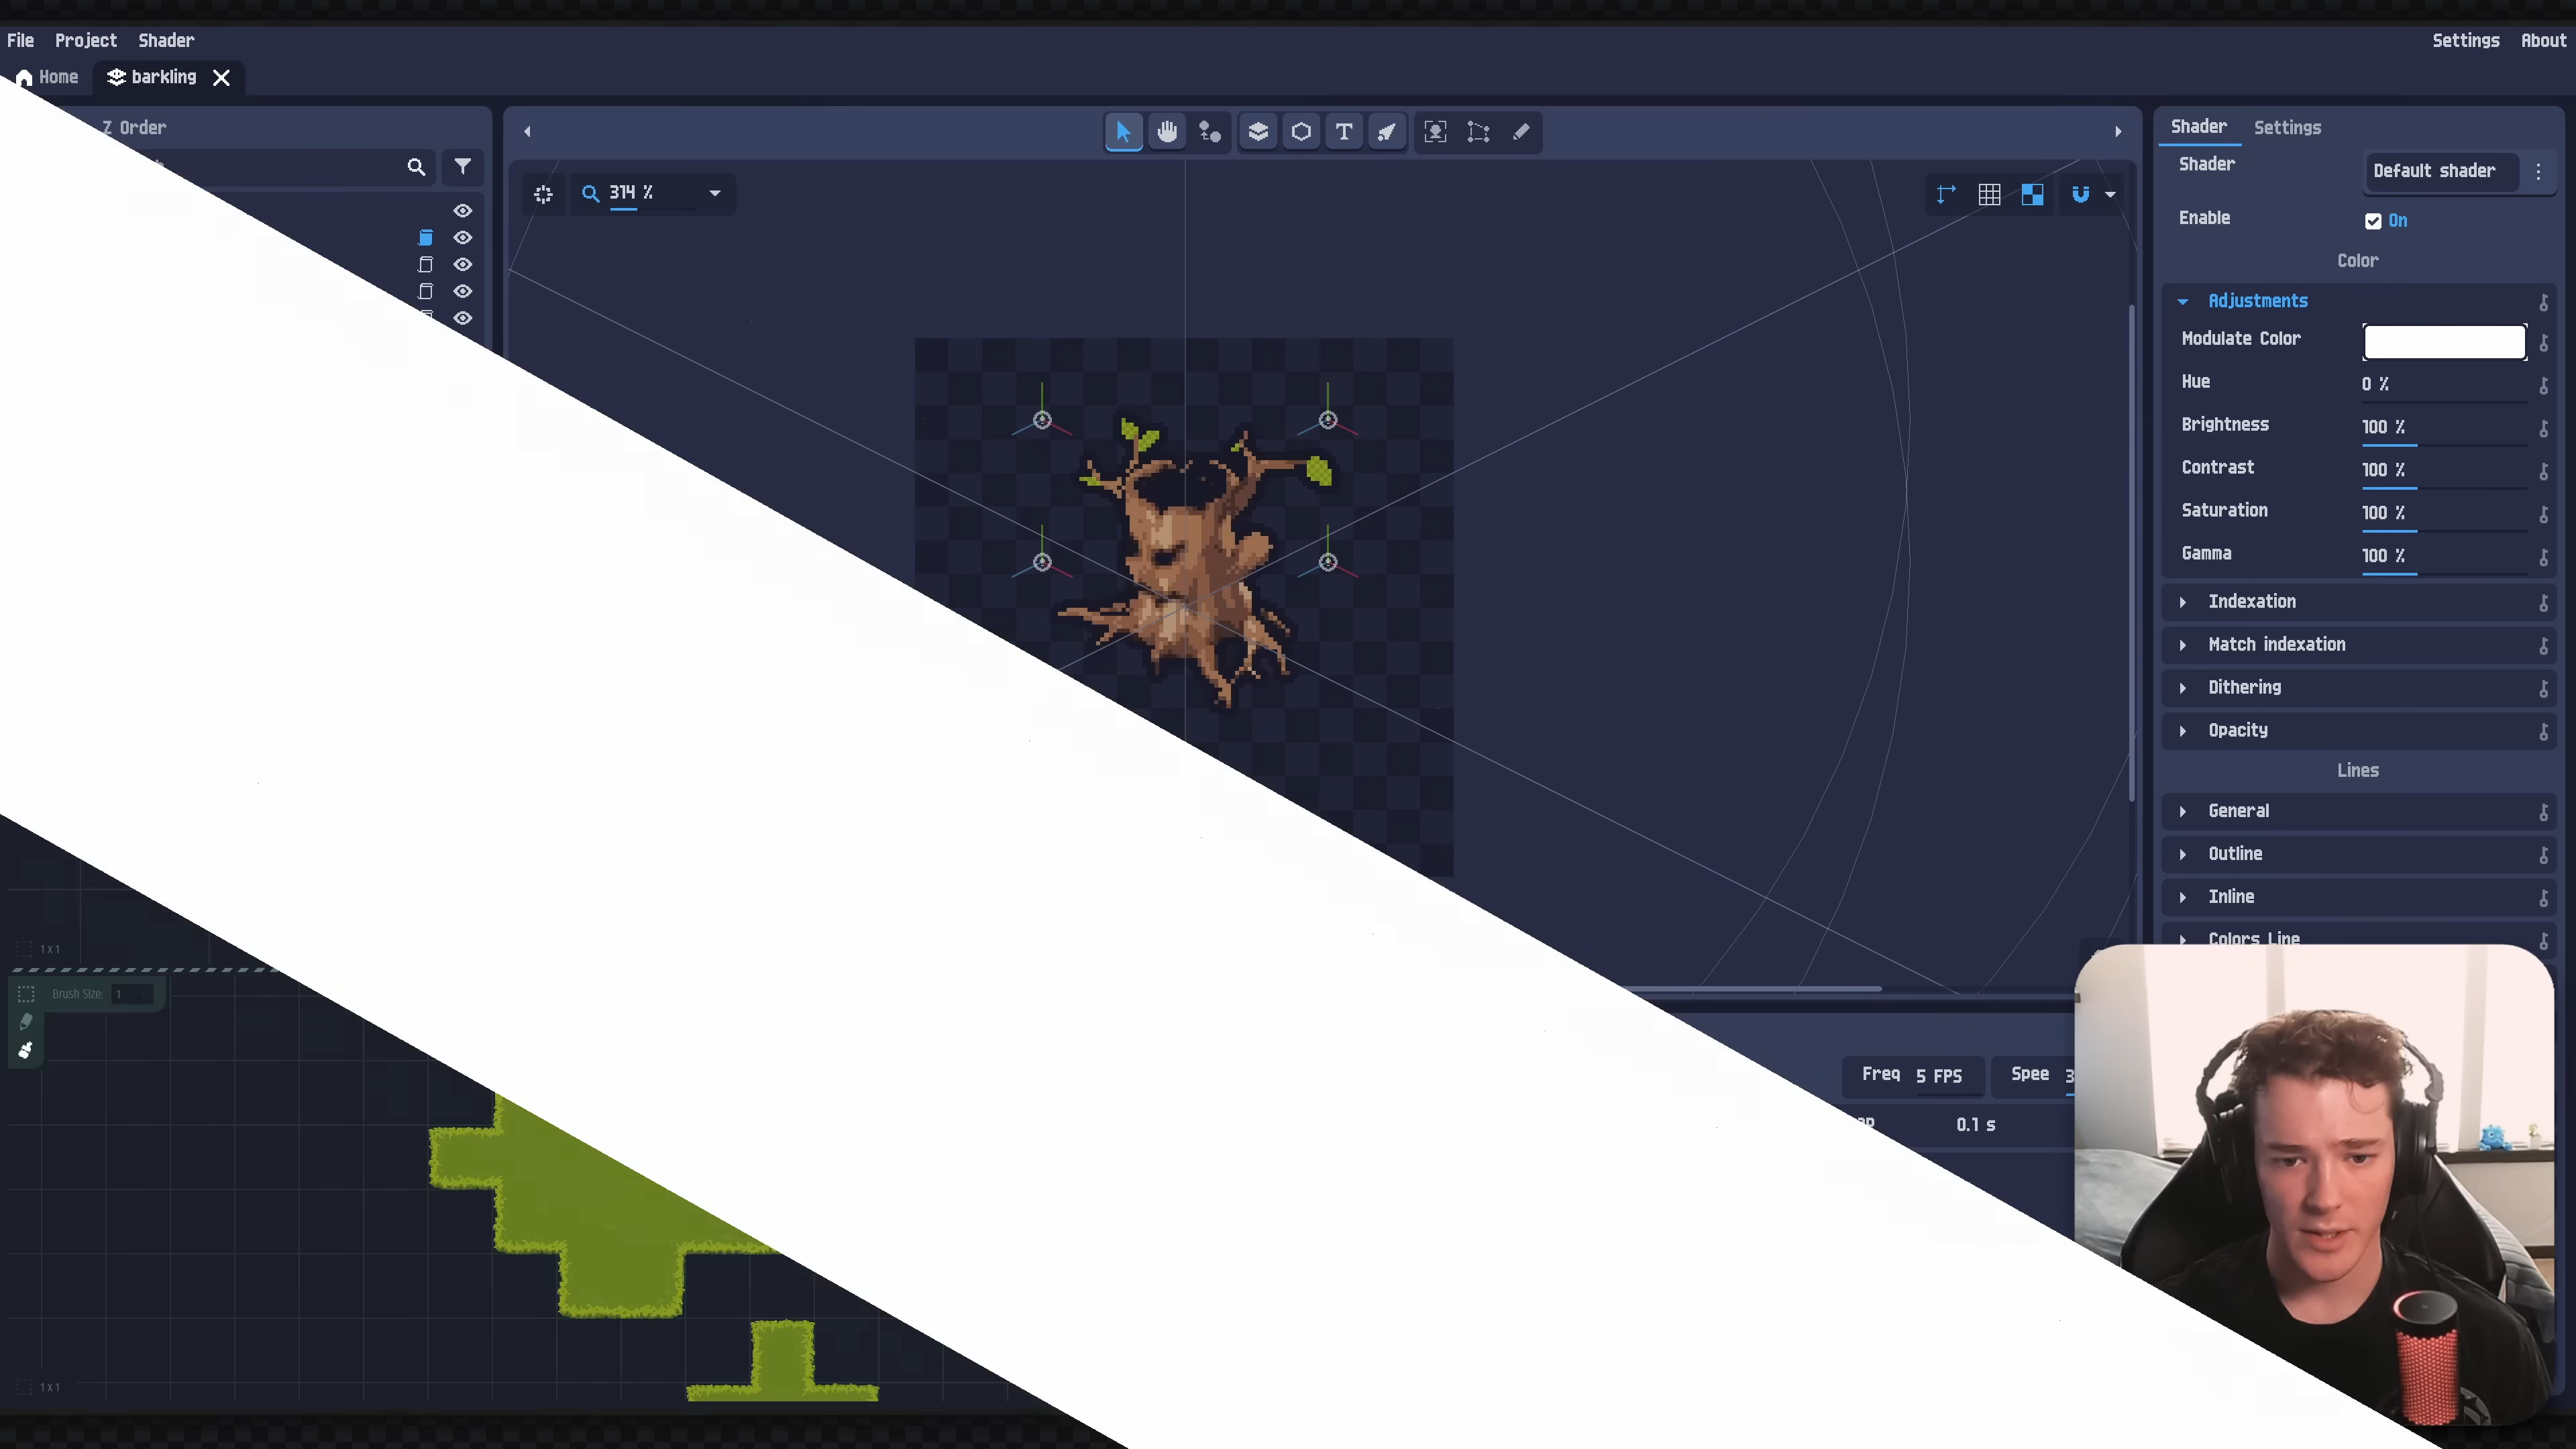 File Project Shader
Settings About
Home barkling
Z Order
314 %
Shader Settings
Shader Default shader
Enable On
Color
Adjustments
Modulate Color
Hue 0 %
Brightness 100 %
Contrast 100 %
Saturation 100 %
Gamma 100 %
Indexation
Match indexation
Dithering
Opacity
Lines
General
Outline
Inline
Colors Line
1x1
Brush Size: 1
Freq 5 FPS Spee 3
0.1 s
1x1